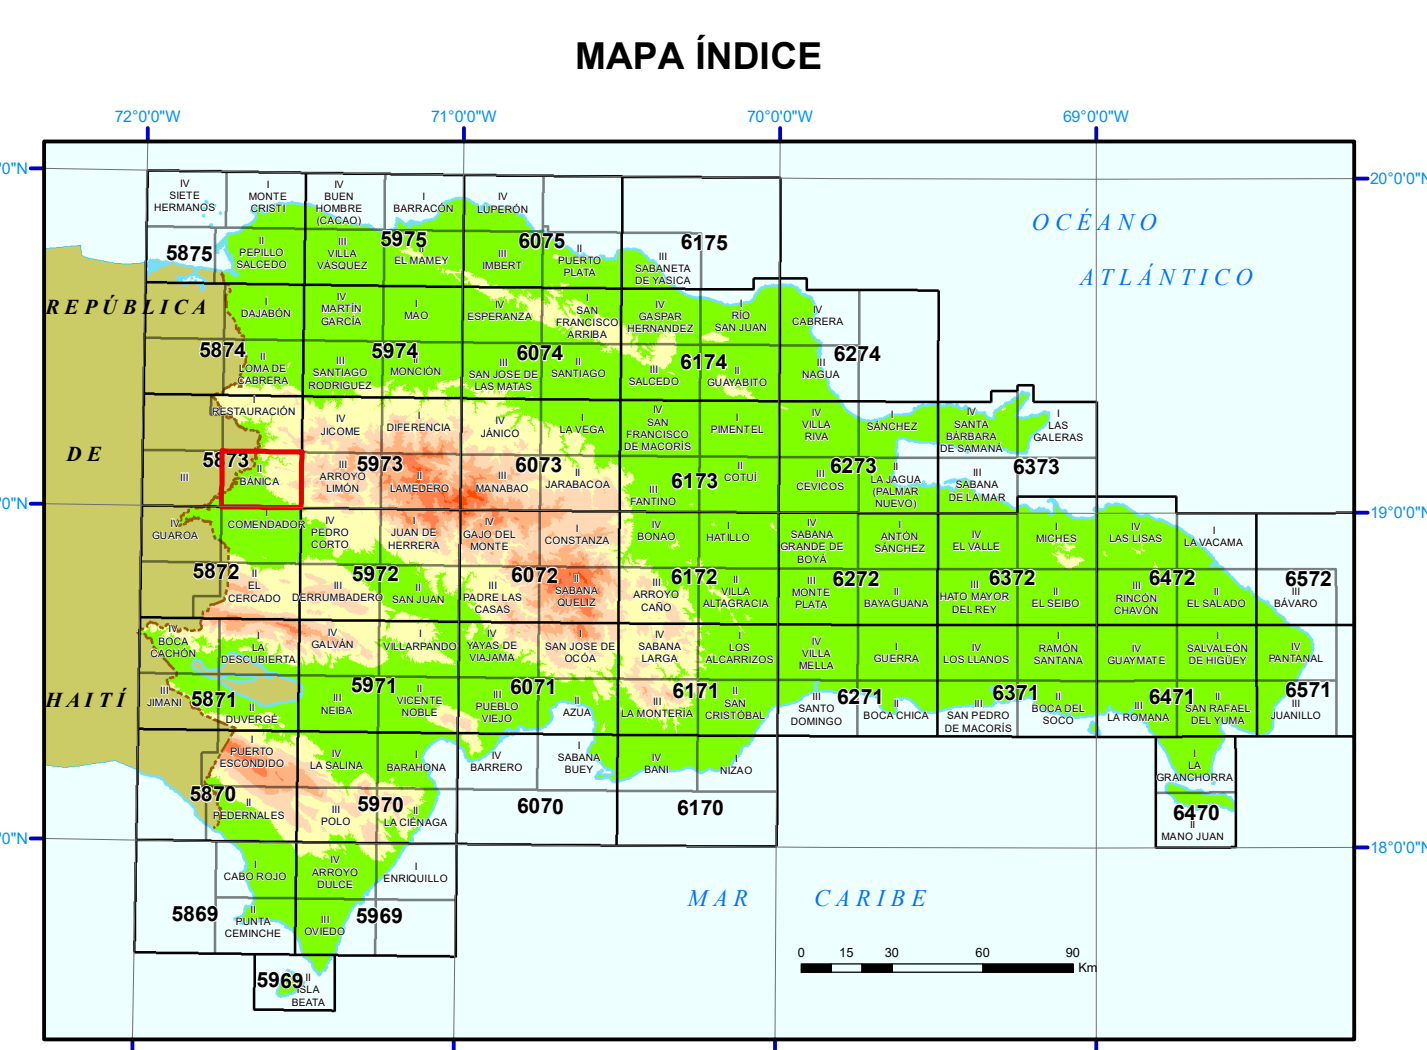 MAPA ÍNDICE
72°0'0"W
71°0'0"W
70°0'0"W
69°0'0"W
'0"N
20°0'0"N
OCÉANO
ATLÁNTICO
REPÚBLICA
DE
HAITÍ
IV
SIETE
HERMANOS
I
MONTE
CRISTI
IV
BUEN
HOMBRE
(CACAO)
I
BARRACÓN
IV
LUPERÓN
5875
II
PEPILLO
SALCEDO
III
VILLA
VÁSQUEZ
5975
II
EL MAMEY
III
IMBERT
6075
II
PUERTO
PLATA
III
SABANETA
DE YASICA
6175
I
DAJABÓN
IV
MARTÍN
GARCÍA
I
MAO
IV
ESPERANZA
I
SAN
FRANCISCO
ARRIBA
IV
GASPAR
HERNANDEZ
I
RÍO
SAN JUAN
IV
CABRERA
5874
II
LOMA DE
CABRERA
III
SANTIAGO
RODRIGUEZ
5974
II
MONCIÓN
III
SAN JOSE DE
LAS MATAS
6074
II
SANTIAGO
III
SALCEDO
6174
II
GUAYABITO
III
NAGUA
6274
I
RESTAURACIÓN
IV
JICOME
I
DIFERENCIA
IV
JÁNICO
I
LA VEGA
IV
SAN
FRANCISCO
DE MACORÍS
I
PIMENTEL
IV
VILLA
RIVA
I
SÁNCHEZ
IV
SANTA
BÁRBARA
DE SAMANÁ
I
LAS
GALERAS
III
5873
II
BÁNICA
III
ARROYO
LIMÓN
5973
II
LAMEDERO
III
MANABAO
6073
II
JARABACOA
III
FANTINO
6173
II
COTUÍ
III
CEVICOS
6273
II
LA JAGUA
(PALMAR
NUEVO)
III
SABANA
DE LA MAR
6373
'0"N
19°0'0"N
IV
GUAROA
I
COMENDADOR
IV
PEDRO
CORTO
I
JUAN DE
HERRERA
IV
GAJO DEL
MONTE
I
CONSTANZA
IV
BONAO
I
HATILLO
IV
SABANA
GRANDE DE
BOYÁ
I
ANTÓN
SÁNCHEZ
IV
EL VALLE
I
MICHES
IV
LAS LISAS
I
LA VACAMA
5872
II
EL
CERCADO
III
DERRUMBADERO
5972
II
SAN JUAN
III
PADRE LAS
CASAS
6072
II
SABANA
QUELIZ
III
ARROYO
CAÑO
6172
II
VILLA
ALTAGRACIA
III
MONTE
PLATA
6272
II
BAYAGUANA
III
HATO MAYOR
DEL REY
6372
II
EL SEIBO
III
RINCÓN
CHAVÓN
6472
II
EL SALADO
6572
III
BÁVARO
IV
BOCA
CACHÓN
I
LA
DESCUBIERTA
IV
GALVÁN
I
VILLARPANDO
IV
YAYAS DE
VIAJAMA
I
SAN JOSE DE
OCÓA
IV
SABANA
LARGA
I
LOS
ALCARRIZOS
IV
VILLA
MELLA
I
GUERRA
IV
LOS LLANOS
I
RAMÓN
SANTANA
IV
GUAYMATE
I
SALVALEÓN
DE HIGÜEY
IV
PANTANAL
III
JIMANI
5871
II
DUVERGÉ
III
NEIBA
5971
II
VICENTE
NOBLE
III
PUEBLO
VIEJO
6071
II
AZUA
III
LA MONTERÍA
6171
II
SAN
CRISTÓBAL
III
SANTO
DOMINGO
6271
II
BOCA CHICA
III
SAN PEDRO
DE MACORÍS
6371
II
BOCA DEL
SOCO
III
LA ROMANA
6471
II
SAN RAFAEL
DEL YUMA
6571
III
JUANILLO
I
PUERTO
ESCONDIDO
IV
LA SALINA
I
BARAHONA
IV
BARRERO
I
SABANA
BUEY
IV
BANI
I
NIZAO
I
LA
GRANCHORRA
5870
II
PEDERNALES
III
POLO
5970
II
LA CIÉNAGA
6070
6170
6470
II
MANO JUAN
'0"N
18°0'0"N
I
CABO ROJO
IV
ARROYO
DULCE
I
ENRIQUILLO
5869
II
PUNTA
CEMINCHE
III
OVIEDO
5969
MAR CARIBE
5969
II
ISLA
BEATA
0 15 30 60 90
Km